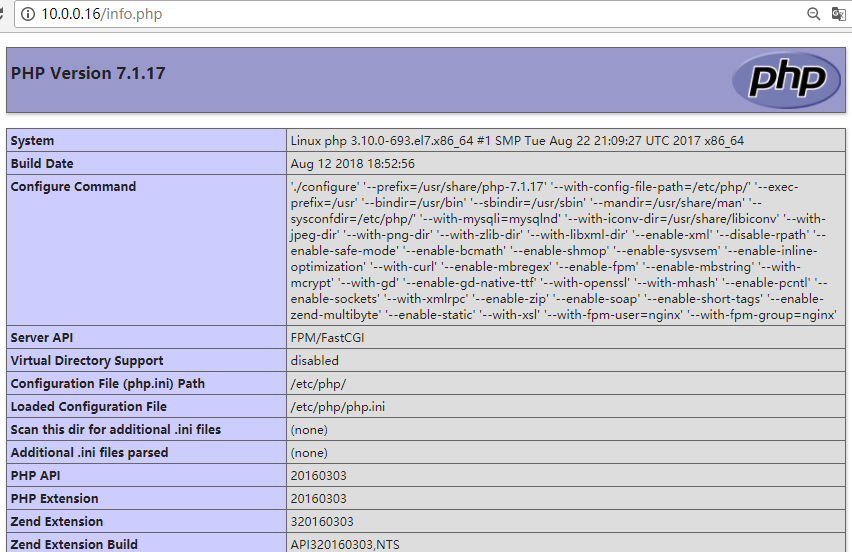 10.0.0.16/info.php
PHP Version 7.1.17
php
System Linux php 3.10.0-693.el7.x86_64 #1 SMP Tue Aug 22 21:09:27 UTC 2017 x86_64
Build Date Aug 12 2018 18:52:56
Configure Command './configure' '--prefix=/usr/share/php-7.1.17' '--with-config-file-path=/etc/php/' '--exec-
prefix=/usr' '--bindir=/usr/bin' '--sbindir=/usr/sbin' '--mandir=/usr/share/man' '--
sysconfdir=/etc/php/' '--with-mysqli=mysqlnd' '--with-iconv-dir=/usr/share/libiconv' '--with-
jpeg-dir' '--with-png-dir' '--with-zlib-dir' '--with-libxml-dir' '--enable-xml' '--disable-rpath' '--
enable-safe-mode' '--enable-bcmath' '--enable-shmop' '--enable-sysvsem' '--enable-inline-
optimization' '--with-curl' '--enable-mbregex' '--enable-fpm' '--enable-mbstring' '--with-
mcrypt' '--with-gd' '--enable-gd-native-ttf' '--with-openssl' '--with-mhash' '--enable-pcntl' '--
enable-sockets' '--with-xmlrpc' '--enable-zip' '--enable-soap' '--enable-short-tags' '--enable-
zend-multibyte' '--enable-static' '--with-xsl' '--with-fpm-user=nginx' '--with-fpm-group=nginx'
Server API FPM/FastCGI
Virtual Directory Support disabled
Configuration File (php.ini) Path /etc/php/
Loaded Configuration File /etc/php/php.ini
Scan this dir for additional .ini files (none)
Additional .ini files parsed (none)
PHP API 20160303
PHP Extension 20160303
Zend Extension 320160303
Zend Extension Build API320160303,NTS